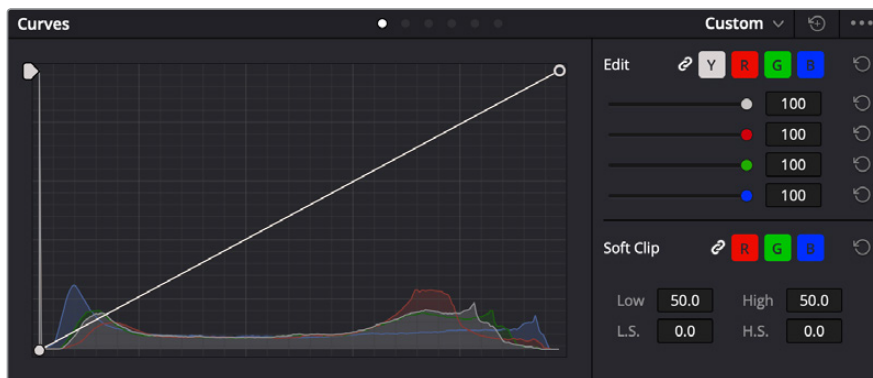 Curves Custom
Edit Y R G B
100
100
100
100
Soft Clip R G B
Low 50.0 High 50.0
L.S. 0.0 H.S. 0.0